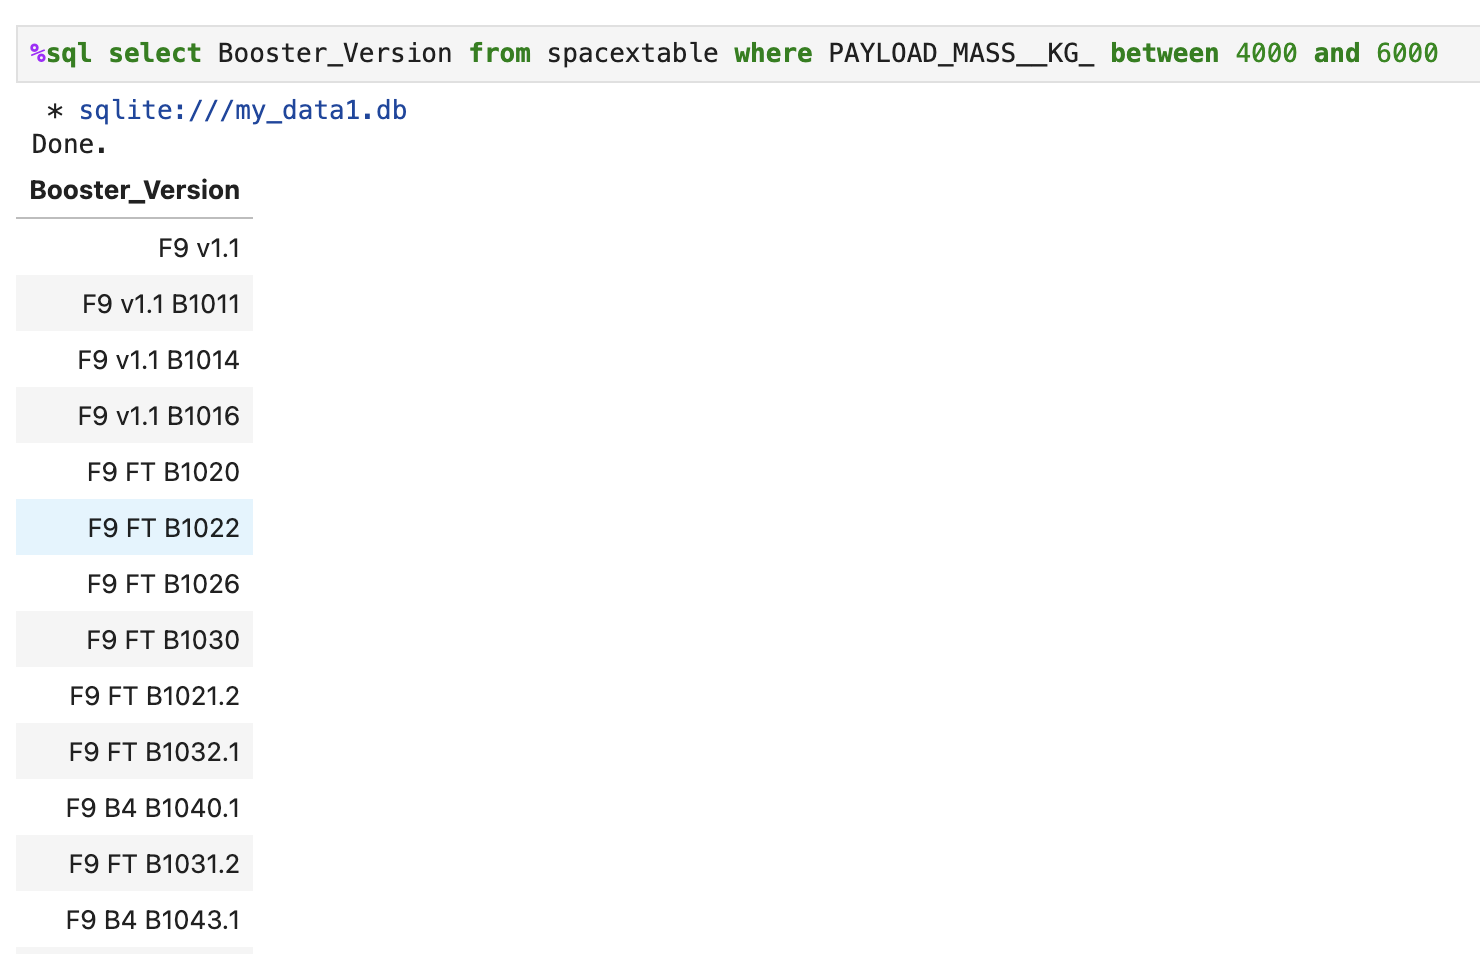 %sql select Booster_Version from spacextable where PAYLOAD_MASS__KG_ between 4000 and 6000
* sqlite:///my_data1.db
Done.
Booster_Version
F9 v1.1
F9 v1.1 B1011
F9 v1.1 B1014
F9 v1.1 B1016
F9 FT B1020
F9 FT B1022
F9 FT B1026
F9 FT B1030
F9 FT B1021.2
F9 FT B1032.1
F9 B4 B1040.1
F9 FT B1031.2
F9 B4 B1043.1